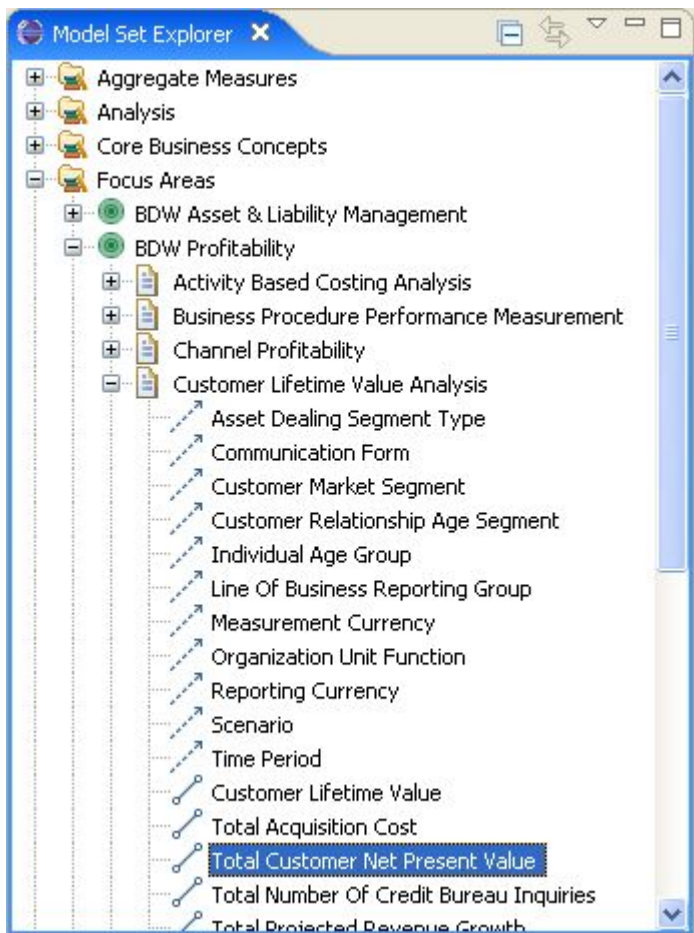 Model Set Explorer
Aggregate Measures
Analysis
Core Business Concepts
Focus Areas
BDW Asset & Liability Management
BDW Profitability
Activity Based Costing Analysis
Business Procedure Performance Measurement
Channel Profitability
Customer Lifetime Value Analysis
Asset Dealing Segment Type
Communication Form
Customer Market Segment
Customer Relationship Age Segment
Individual Age Group
Line Of Business Reporting Group
Measurement Currency
Organization Unit Function
Reporting Currency
Scenario
Time Period
Customer Lifetime Value
Total Acquisition Cost
Total Customer Net Present Value
Total Number Of Credit Bureau Inquiries
Total Projected Revenue Growth